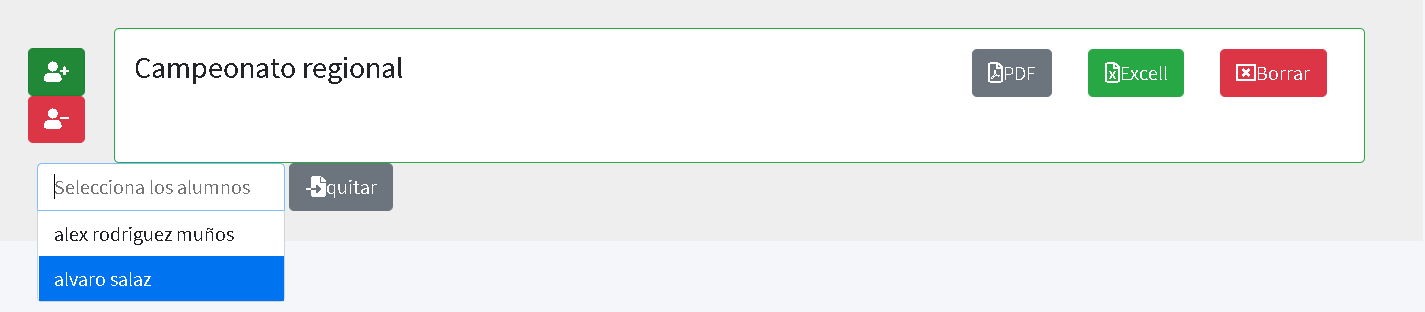 Campeonato regional
PDF
Excell
Borrar
Selecciona los alumnos
quitar
alex rodriguez muños
alvaro salaz